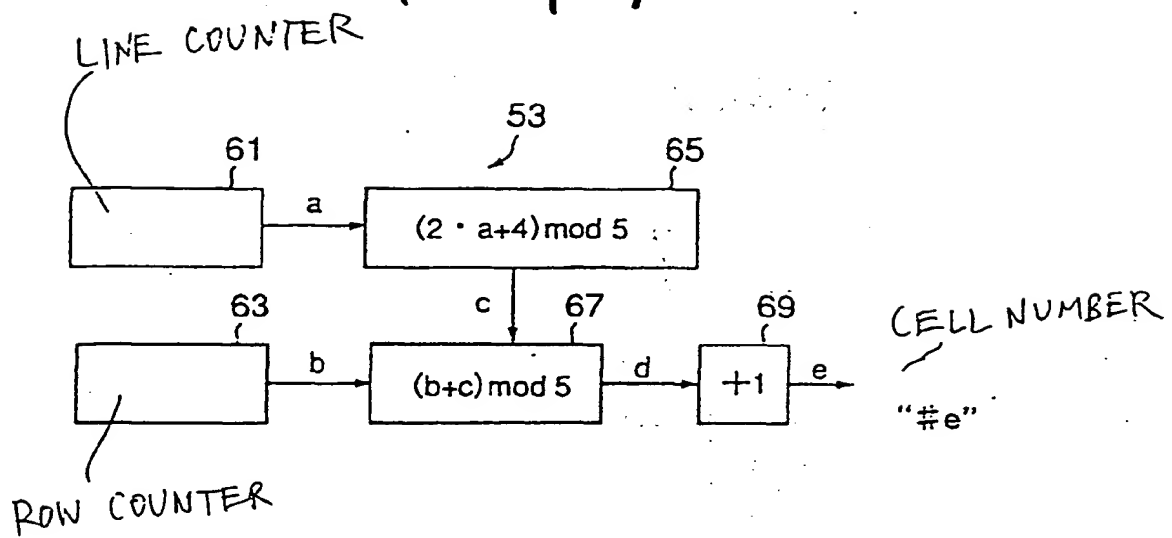 LINE COUNTER
53
61
65
a
(2・a+4) mod 5
c
63
67
69
CELL NUMBER
b
(b+c) mod 5
d
+1
e
“#e”
ROW COUNTER